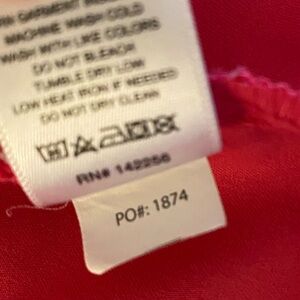 GARMENT
MACHINE WASH COLD
WASH WITH LIKE COLORS
DO NOT BLEACH
TUMBLE DRY LOW
LOW HEAT IRON IF NEEDED
DO NOT DRY CLEAN
RN# 142256
PO#: 1874